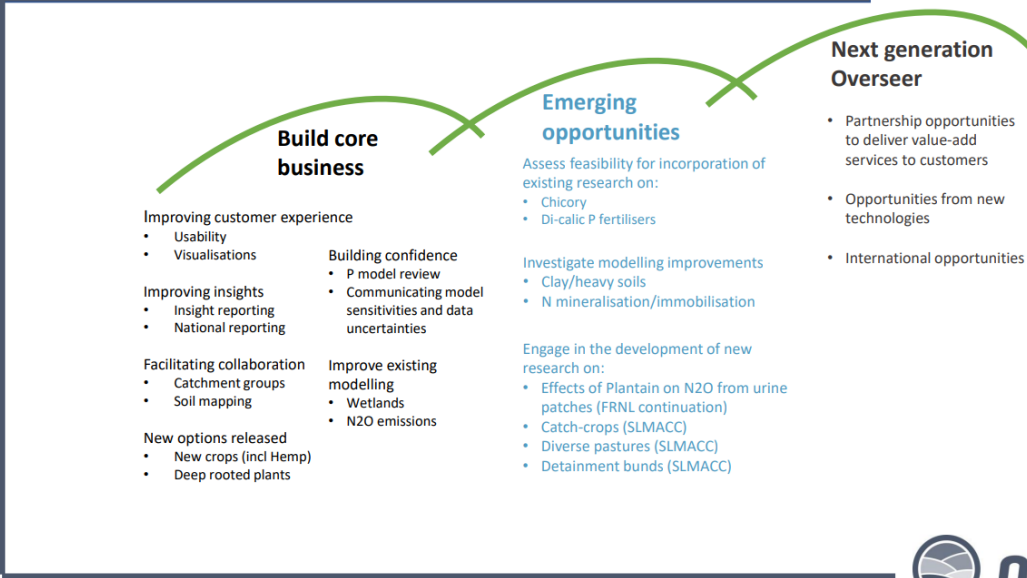 Build core
business
Improving customer experience
• Usability
• Visualisations
Improving insights
• Insight reporting
• National reporting
Facilitating collaboration
• Catchment groups
• Soil mapping
New options released
• New crops (incl Hemp)
• Deep rooted plants
Building confidence
• P model review
• Communicating model
sensitivities and data
uncertainties
Improve existing
modelling
• Wetlands
• N2O emissions
Emerging
opportunities
Assess feasibility for incorporation of
existing research on:
• Chicory
• Di-calic P fertilisers
Investigate modelling improvements
• Clay/heavy soils
• N mineralisation/immobilisation
Engage in the development of new
research on:
• Effects of Plantain on N2O from urine
patches (FRNL continuation)
• Catch-crops (SLMACC)
• Diverse pastures (SLMACC)
• Detainment bunds (SLMACC)
Next generation
Overseer
• Partnership opportunities
to deliver value-add
services to customers
• Opportunities from new
technologies
• International opportunities